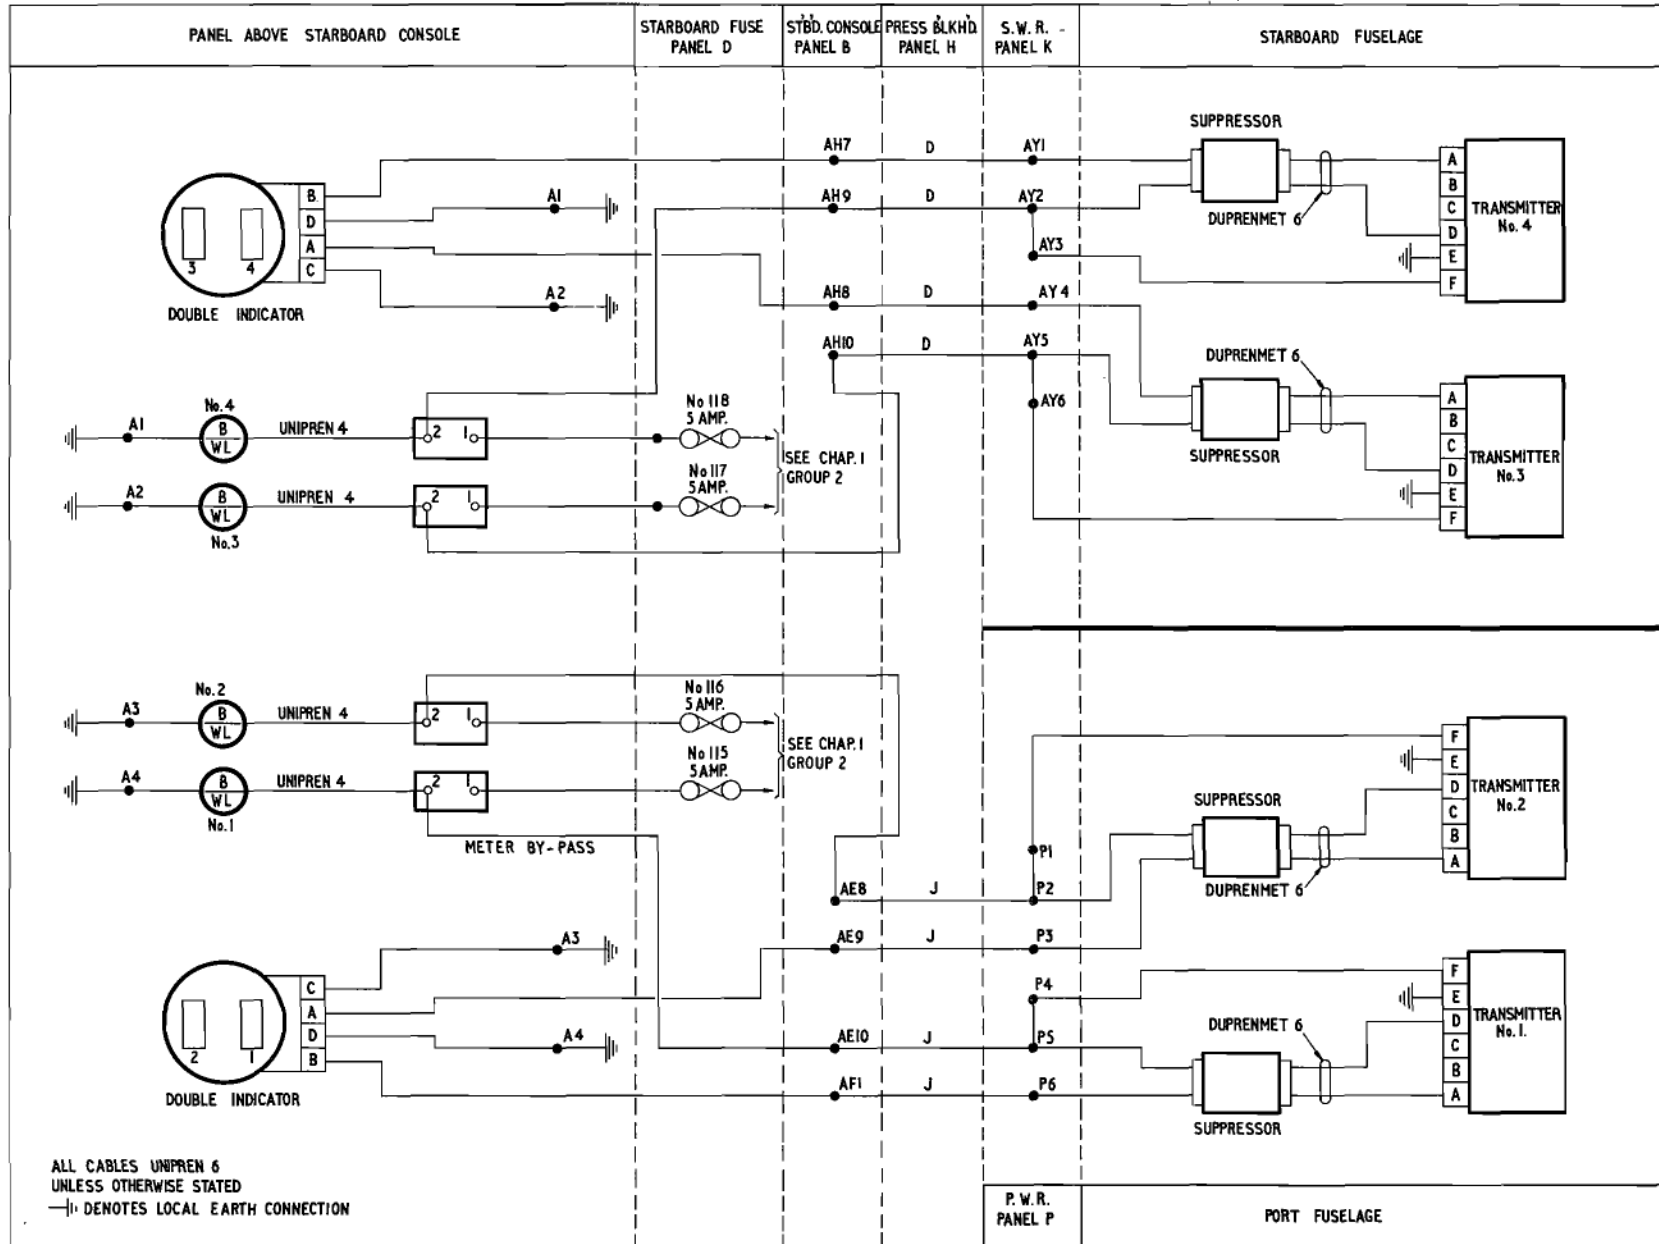 PANEL ABOVE STARBOARD CONSOLE
STARBOARD FUSE
PANEL D
STBD. CONSOLE
PANEL B
PRESS BLKHD
PANEL H
S.W.R. -
PANEL K
STARBOARD FUSELAGE
AH7
D
AY1
SUPPRESSOR
A
B
C
D
E
F
TRANSMITTER
No. 4
DUPRENMET 6
B
D
A
C
3
4
DOUBLE INDICATOR
A1
A2
AH9
D
AY2
AY3
AH8
D
AY4
AH10
D
AY5
AY6
DUPRENMET 6
SUPPRESSOR
A
B
C
D
E
F
TRANSMITTER
No.3
A1
No.4
B
WL
UNIPREN 4
2
1
No 118
5 AMP.
A2
B
WL
No.3
UNIPREN 4
2
1
No 117
5 AMP.
SEE CHAP. 1
GROUP 2
A3
No.2
B
WL
UNIPREN 4
2
1
No 116
5 AMP.
A4
B
WL
No.1
UNIPREN 4
2
1
No 115
5 AMP.
SEE CHAP. 1
GROUP 2
METER BY-PASS
F
E
D
C
B
A
TRANSMITTER
No.2
SUPPRESSOR
DUPRENMET 6
P1
AE8
J
P2
AE9
J
P3
A3
C
A
D
B
2
1
DOUBLE INDICATOR
A4
P4
AE10
J
P5
AF1
J
P6
DUPRENMET 6
SUPPRESSOR
F
E
D
C
B
A
TRANSMITTER
No.1.
ALL CABLES UNIPREN 6
UNLESS OTHERWISE STATED
DENOTES LOCAL EARTH CONNECTION
P.W.R.
PANEL P
PORT FUSELAGE